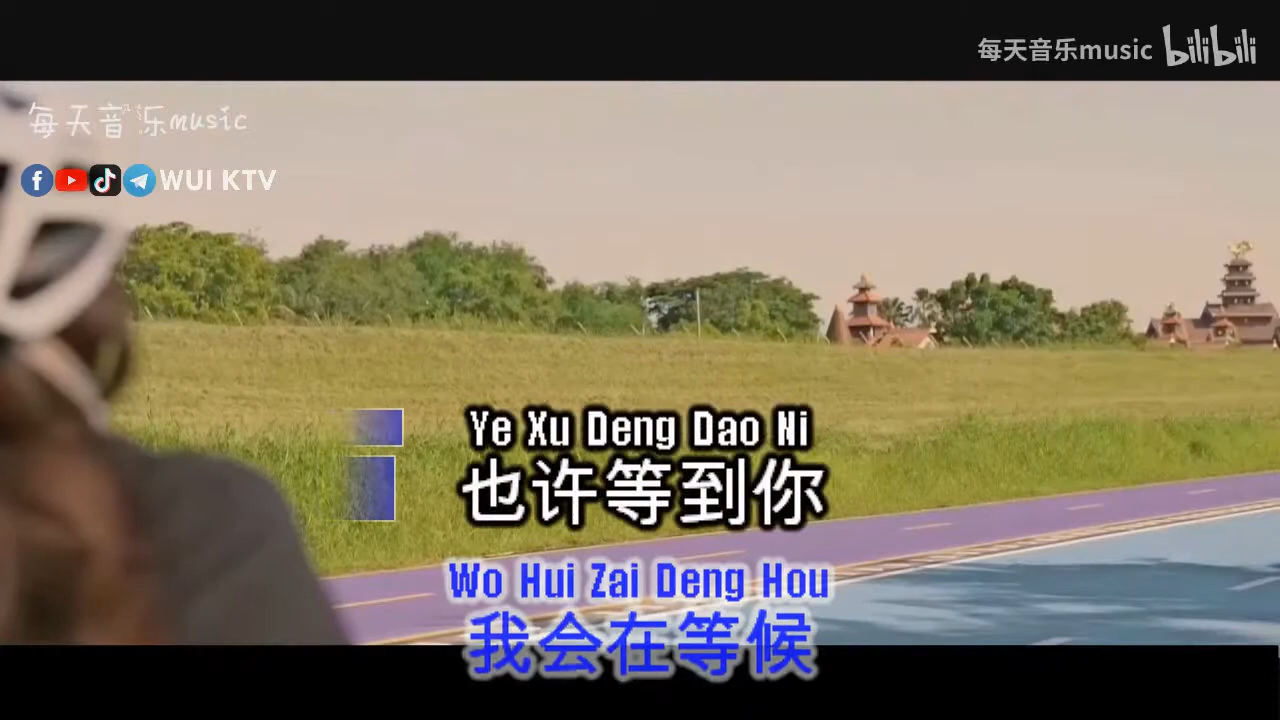 每天音乐music bilibili
每天音乐music
WUI KTV
Ye Xu Deng Dao Ni
也许等到你
Wo Hui Zai Deng Hou
我会在等候